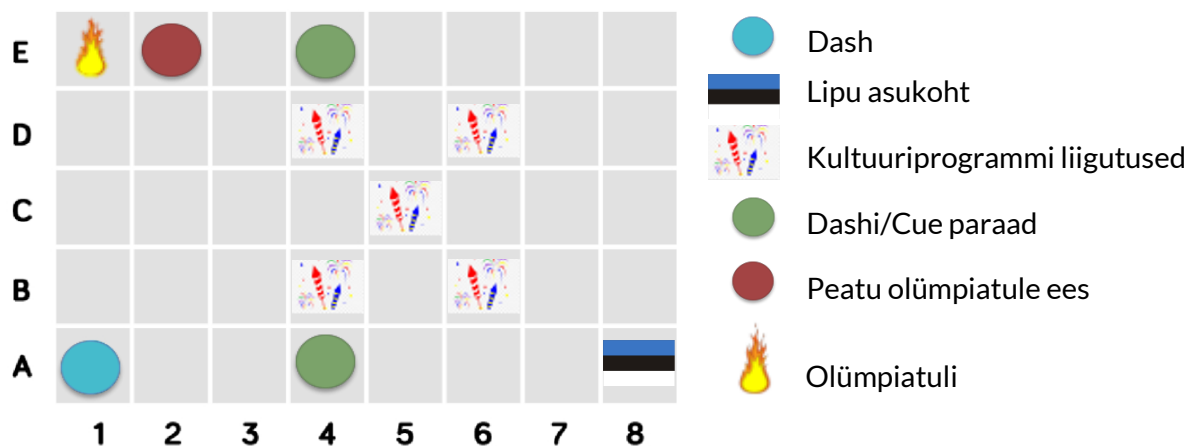 E
D
C
B
A
1 2 3 4 5 6 7 8
Dash
Lipu asukoht
Kultuuriprogrammi liigutused
Dashi/Cue paraad
Peatu olümpiatule ees
Olümpiatuli